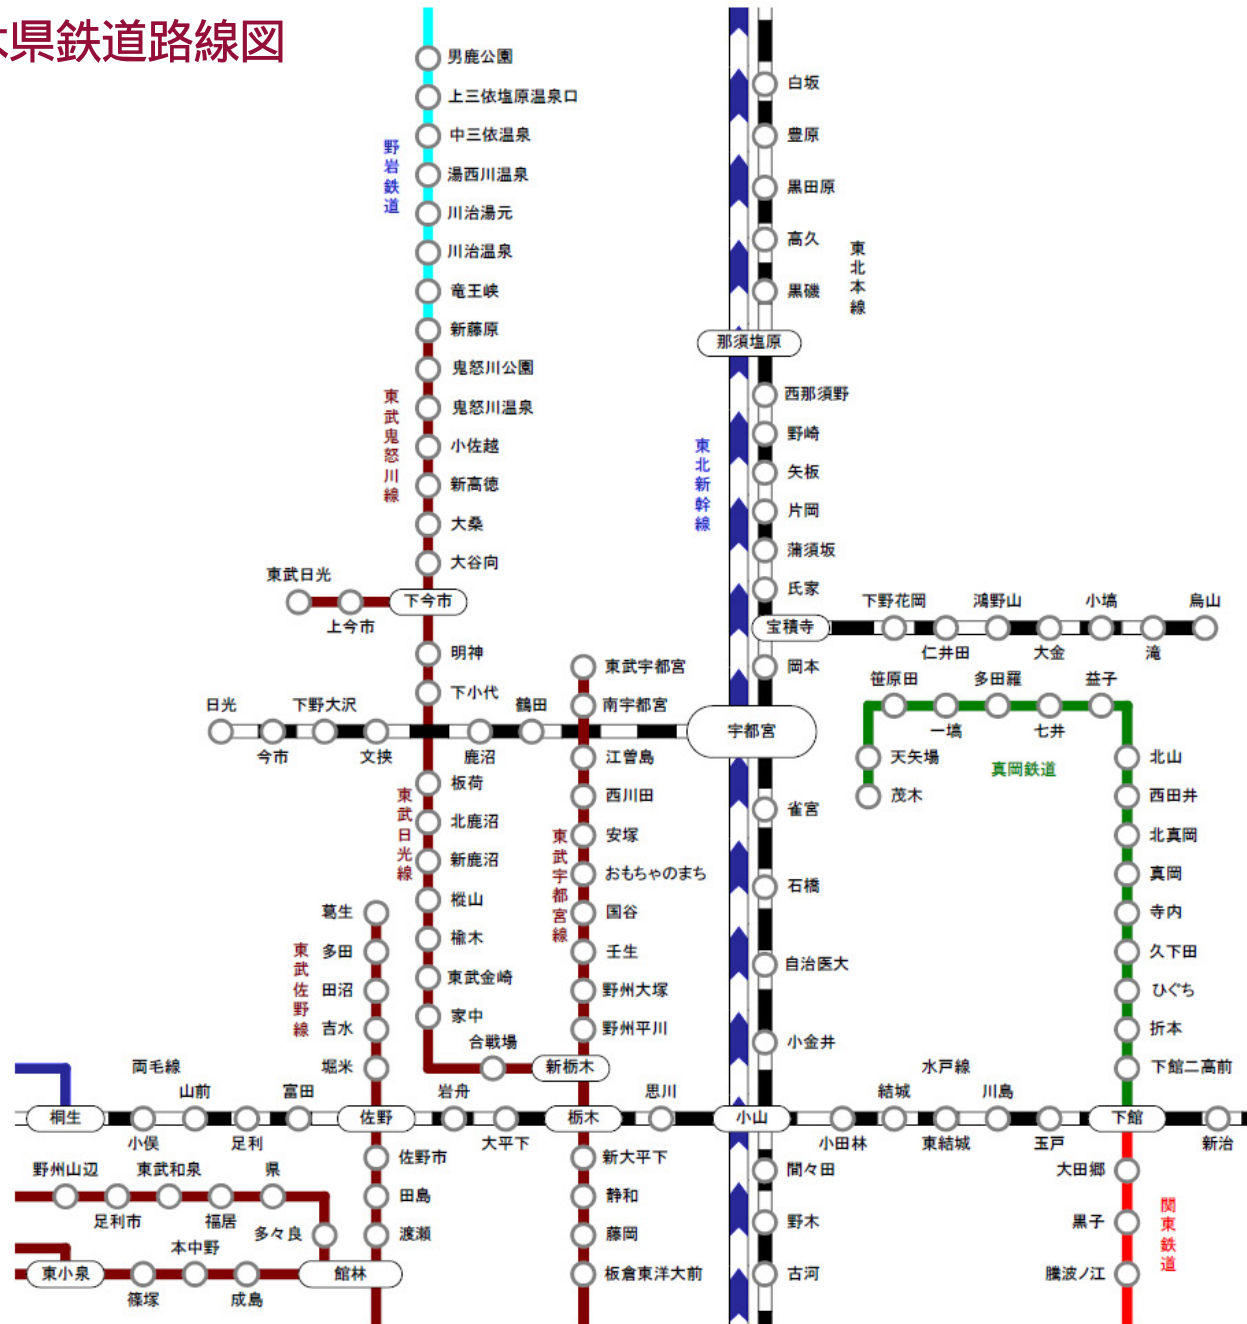 木県鉄道路線図
男鹿公園
上三依塩原温泉口
中三依温泉
湯西川温泉
川治湯元
川治温泉
竜王峡
新藤原
鬼怒川公園
鬼怒川温泉
小佐越
新高徳
大桑
大谷向
野岩鉄道
東武鬼怒川線
東武日光
上今市
下今市
明神
下小代
日光
今市
下野大沢
文挟
鹿沼
鶴田
東武宇都宮
南宇都宮
宇都宮
板荷
北鹿沼
新鹿沼
樅山
楡木
東武金崎
家中
合戦場
新栃木
東武日光線
江曽島
西川田
安塚
おもちゃのまち
国谷
壬生
野州大塚
野州平川
東武宇都宮線
葛生
多田
田沼
吉水
堀米
東武佐野線
白坂
豊原
黒田原
高久
黒磯
那須塩原
西那須野
野崎
矢板
片岡
蒲須坂
氏家
宝積寺
岡本
東北本線
東北新幹線
下野花岡
仁井田
鴻野山
大金
小塙
滝
烏山
笹原田
一塙
多田羅
七井
益子
天矢場
茂木
真岡鉄道
北山
西田井
北真岡
真岡
寺内
久下田
ひぐち
折本
下館二高前
雀宮
石橋
自治医大
小金井
両毛線
桐生
小俣
山前
足利
富田
佐野
岩舟
大平下
栃木
思川
小山
水戸線
小田林
結城
東結城
川島
玉戸
下館
新治
佐野市
田島
渡瀬
野州山辺
足利市
東武和泉
福居
県
多々良
本中野
東小泉
篠塚
成島
館林
新大平下
静和
藤岡
板倉東洋大前
間々田
野木
古河
大田郷
黒子
騰波ノ江
関東鉄道